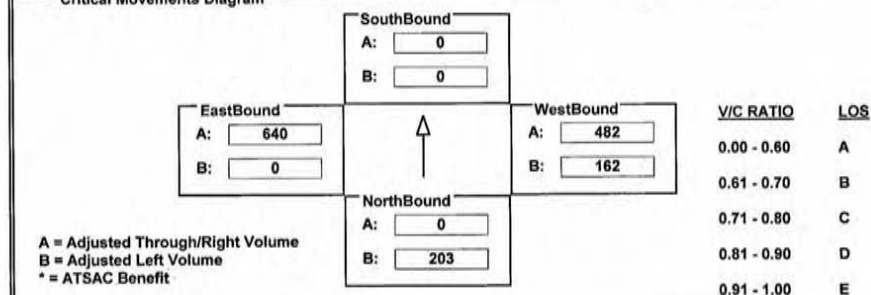 Critical Movements Diagram
SouthBound
A: 0
B: 0
EastBound
A: 640
B: 0
WestBound
A: 482
B: 162
NorthBound
A: 0
B: 203
A = Adjusted Through/Right Volume
B = Adjusted Left Volume
* = ATSAC Benefit
V/C RATIO LOS
0.00 - 0.60 A
0.61 - 0.70 B
0.71 - 0.80 C
0.81 - 0.90 D
0.91 - 1.00 E